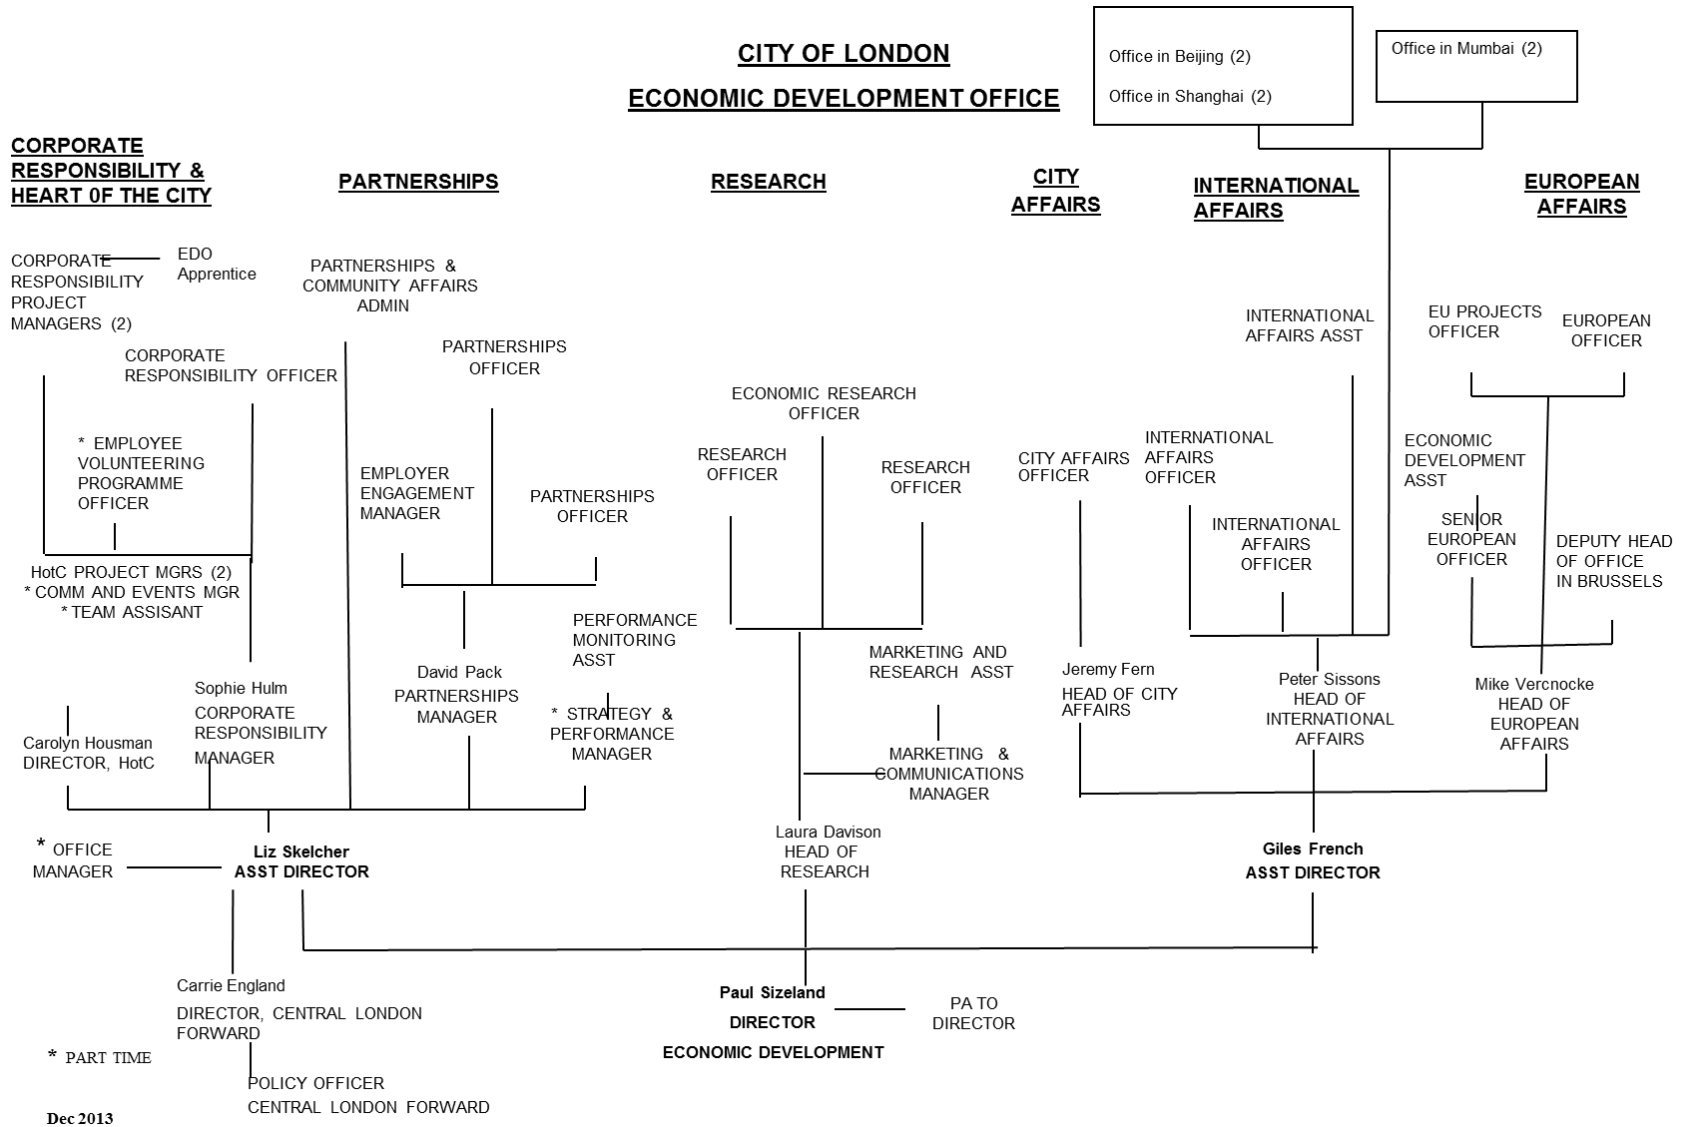 CITY OF LONDON
ECONOMIC DEVELOPMENT OFFICE
Office in Beijing (2)
Office in Shanghai (2)
Office in Mumbai (2)
CORPORATE
RESPONSIBILITY &
HEART 0F THE CITY
PARTNERSHIPS
RESEARCH
CITY
AFFAIRS
INTERNATIONAL
AFFAIRS
EUROPEAN
AFFAIRS
CORPORATE
RESPONSIBILITY
PROJECT
MANAGERS (2)
EDO
Apprentice
CORPORATE
RESPONSIBILITY OFFICER
* EMPLOYEE
VOLUNTEERING
PROGRAMME
OFFICER
HotC PROJECT MGRS (2)
* COMM AND EVENTS MGR
* TEAM ASSISANT
Carolyn Housman
DIRECTOR, HotC
Sophie Hulm
CORPORATE
RESPONSIBILITY
MANAGER
PARTNERSHIPS &
COMMUNITY AFFAIRS
ADMIN
PARTNERSHIPS
OFFICER
EMPLOYER
ENGAGEMENT
MANAGER
PARTNERSHIPS
OFFICER
David Pack
PARTNERSHIPS
MANAGER
PERFORMANCE
MONITORING
ASST
* STRATEGY &
PERFORMANCE
MANAGER
ECONOMIC RESEARCH
OFFICER
RESEARCH
OFFICER
RESEARCH
OFFICER
MARKETING AND
RESEARCH ASST
MARKETING &
COMMUNICATIONS
MANAGER
Laura Davison
HEAD OF
RESEARCH
CITY AFFAIRS
OFFICER
Jeremy Fern
HEAD OF CITY
AFFAIRS
INTERNATIONAL
AFFAIRS ASST
INTERNATIONAL
AFFAIRS
OFFICER
INTERNATIONAL
AFFAIRS
OFFICER
Peter Sissons
HEAD OF
INTERNATIONAL
AFFAIRS
EU PROJECTS
OFFICER
EUROPEAN
OFFICER
ECONOMIC
DEVELOPMENT
ASST
SENIOR
EUROPEAN
OFFICER
DEPUTY HEAD
OF OFFICE
IN BRUSSELS
Mike Vercnocke
HEAD OF
EUROPEAN
AFFAIRS
* OFFICE
MANAGER
Liz Skelcher
ASST DIRECTOR
Giles French
ASST DIRECTOR
Carrie England
DIRECTOR, CENTRAL LONDON
FORWARD
POLICY OFFICER
CENTRAL LONDON FORWARD
Paul Sizeland
DIRECTOR
ECONOMIC DEVELOPMENT
PA TO
DIRECTOR
* PART TIME
Dec 2013